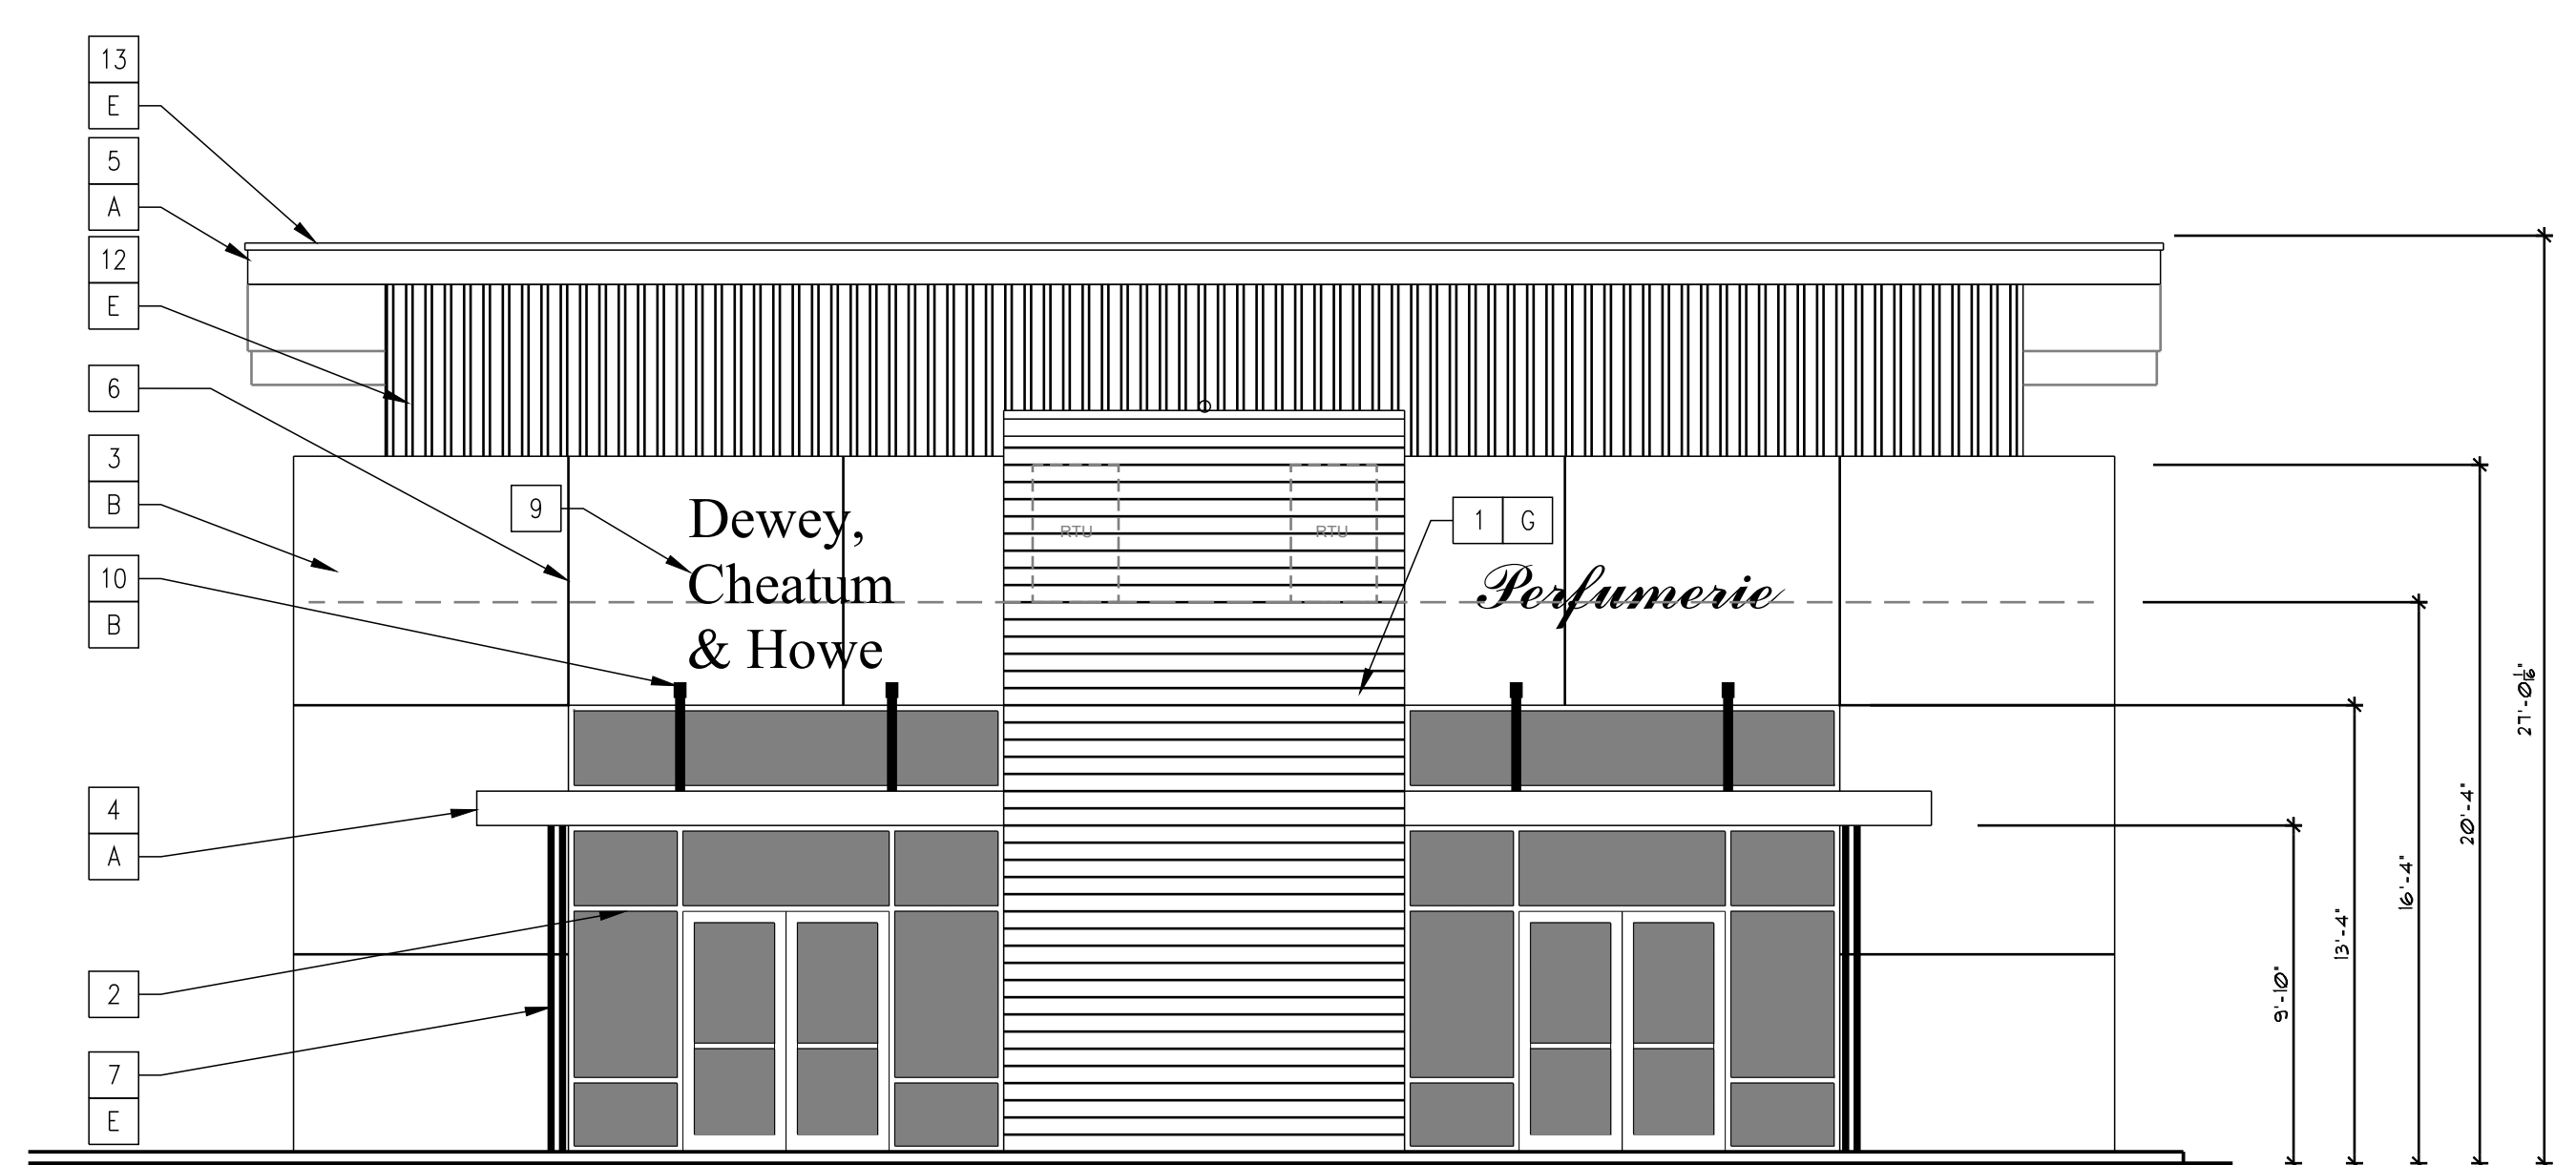 13
E
5
A
12
E
6
3
B
10
B
9
Dewey,
Cheatum
& Howe
RTU
RTU
1 G
Perfumerie
4
A
2
7
E
9'-10"
13'-4"
16'-4"
20'-4"
27'-0 1/16"